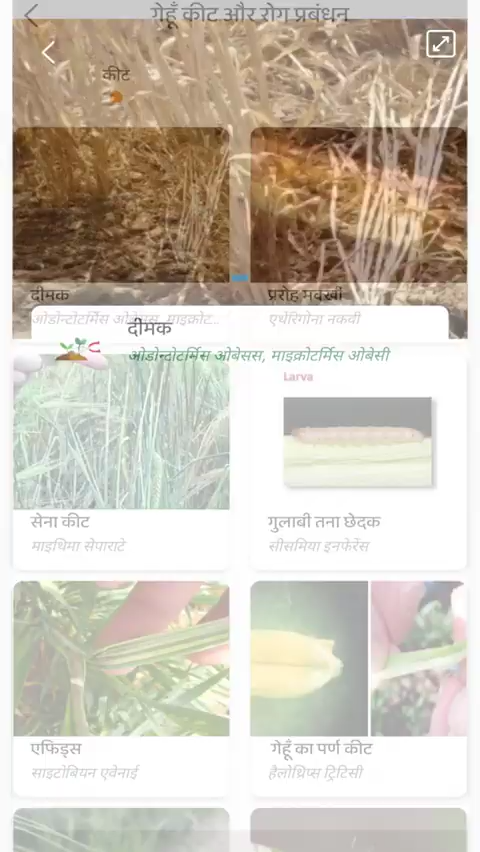 गेहूँ कीट और रोग प्रबंधन
कीट
दीमक
प्ररोह मक्खी
ओडोन्टोटर्मिस ओबेसस, माइक्रोट...
एथेरिगोना नकवी
दीमक
ओडोन्टोटर्मिस ओबेसस, माइक्रोटर्मिस ओबेसी
Larva
सेना कीट
गुलाबी तना छेदक
माइथिमा सेपाराटे
सीसमिया इनफेरेंस
एफिड्स
गेहूँ का पर्ण कीट
साइटोबियन एवेनाई
हैलोथ्रिप्स ट्रिटिसी